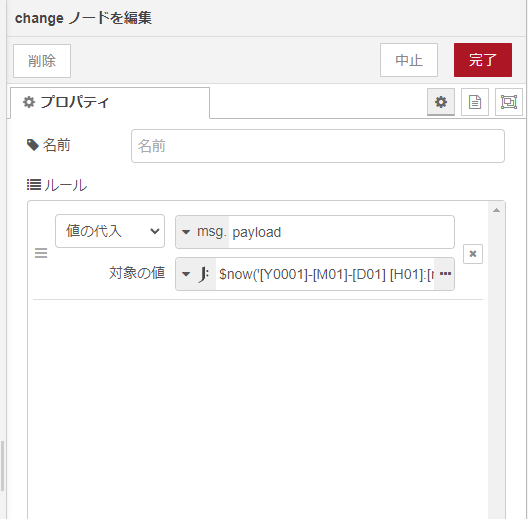 change ノードを編集
削除
中止
完了
プロパティ
名前
名前
ルール
値の代入
msg. payload
対象の値
J: $now('[Y0001]-[M01]-[D01] [H01]:[